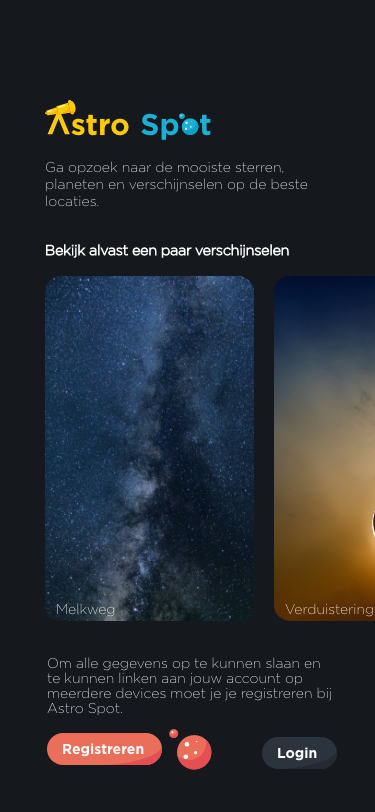 Astro Spot
Ga opzoek naar de mooiste sterren,
planeten en verschijnselen op de beste
locaties.
Bekijk alvast een paar verschijnselen
Melkweg
Verduistering
Om alle gegevens op te kunnen slaan en
te kunnen linken aan jouw account op
meerdere devices moet je je registreren bij
Astro Spot.
Registreren
Login